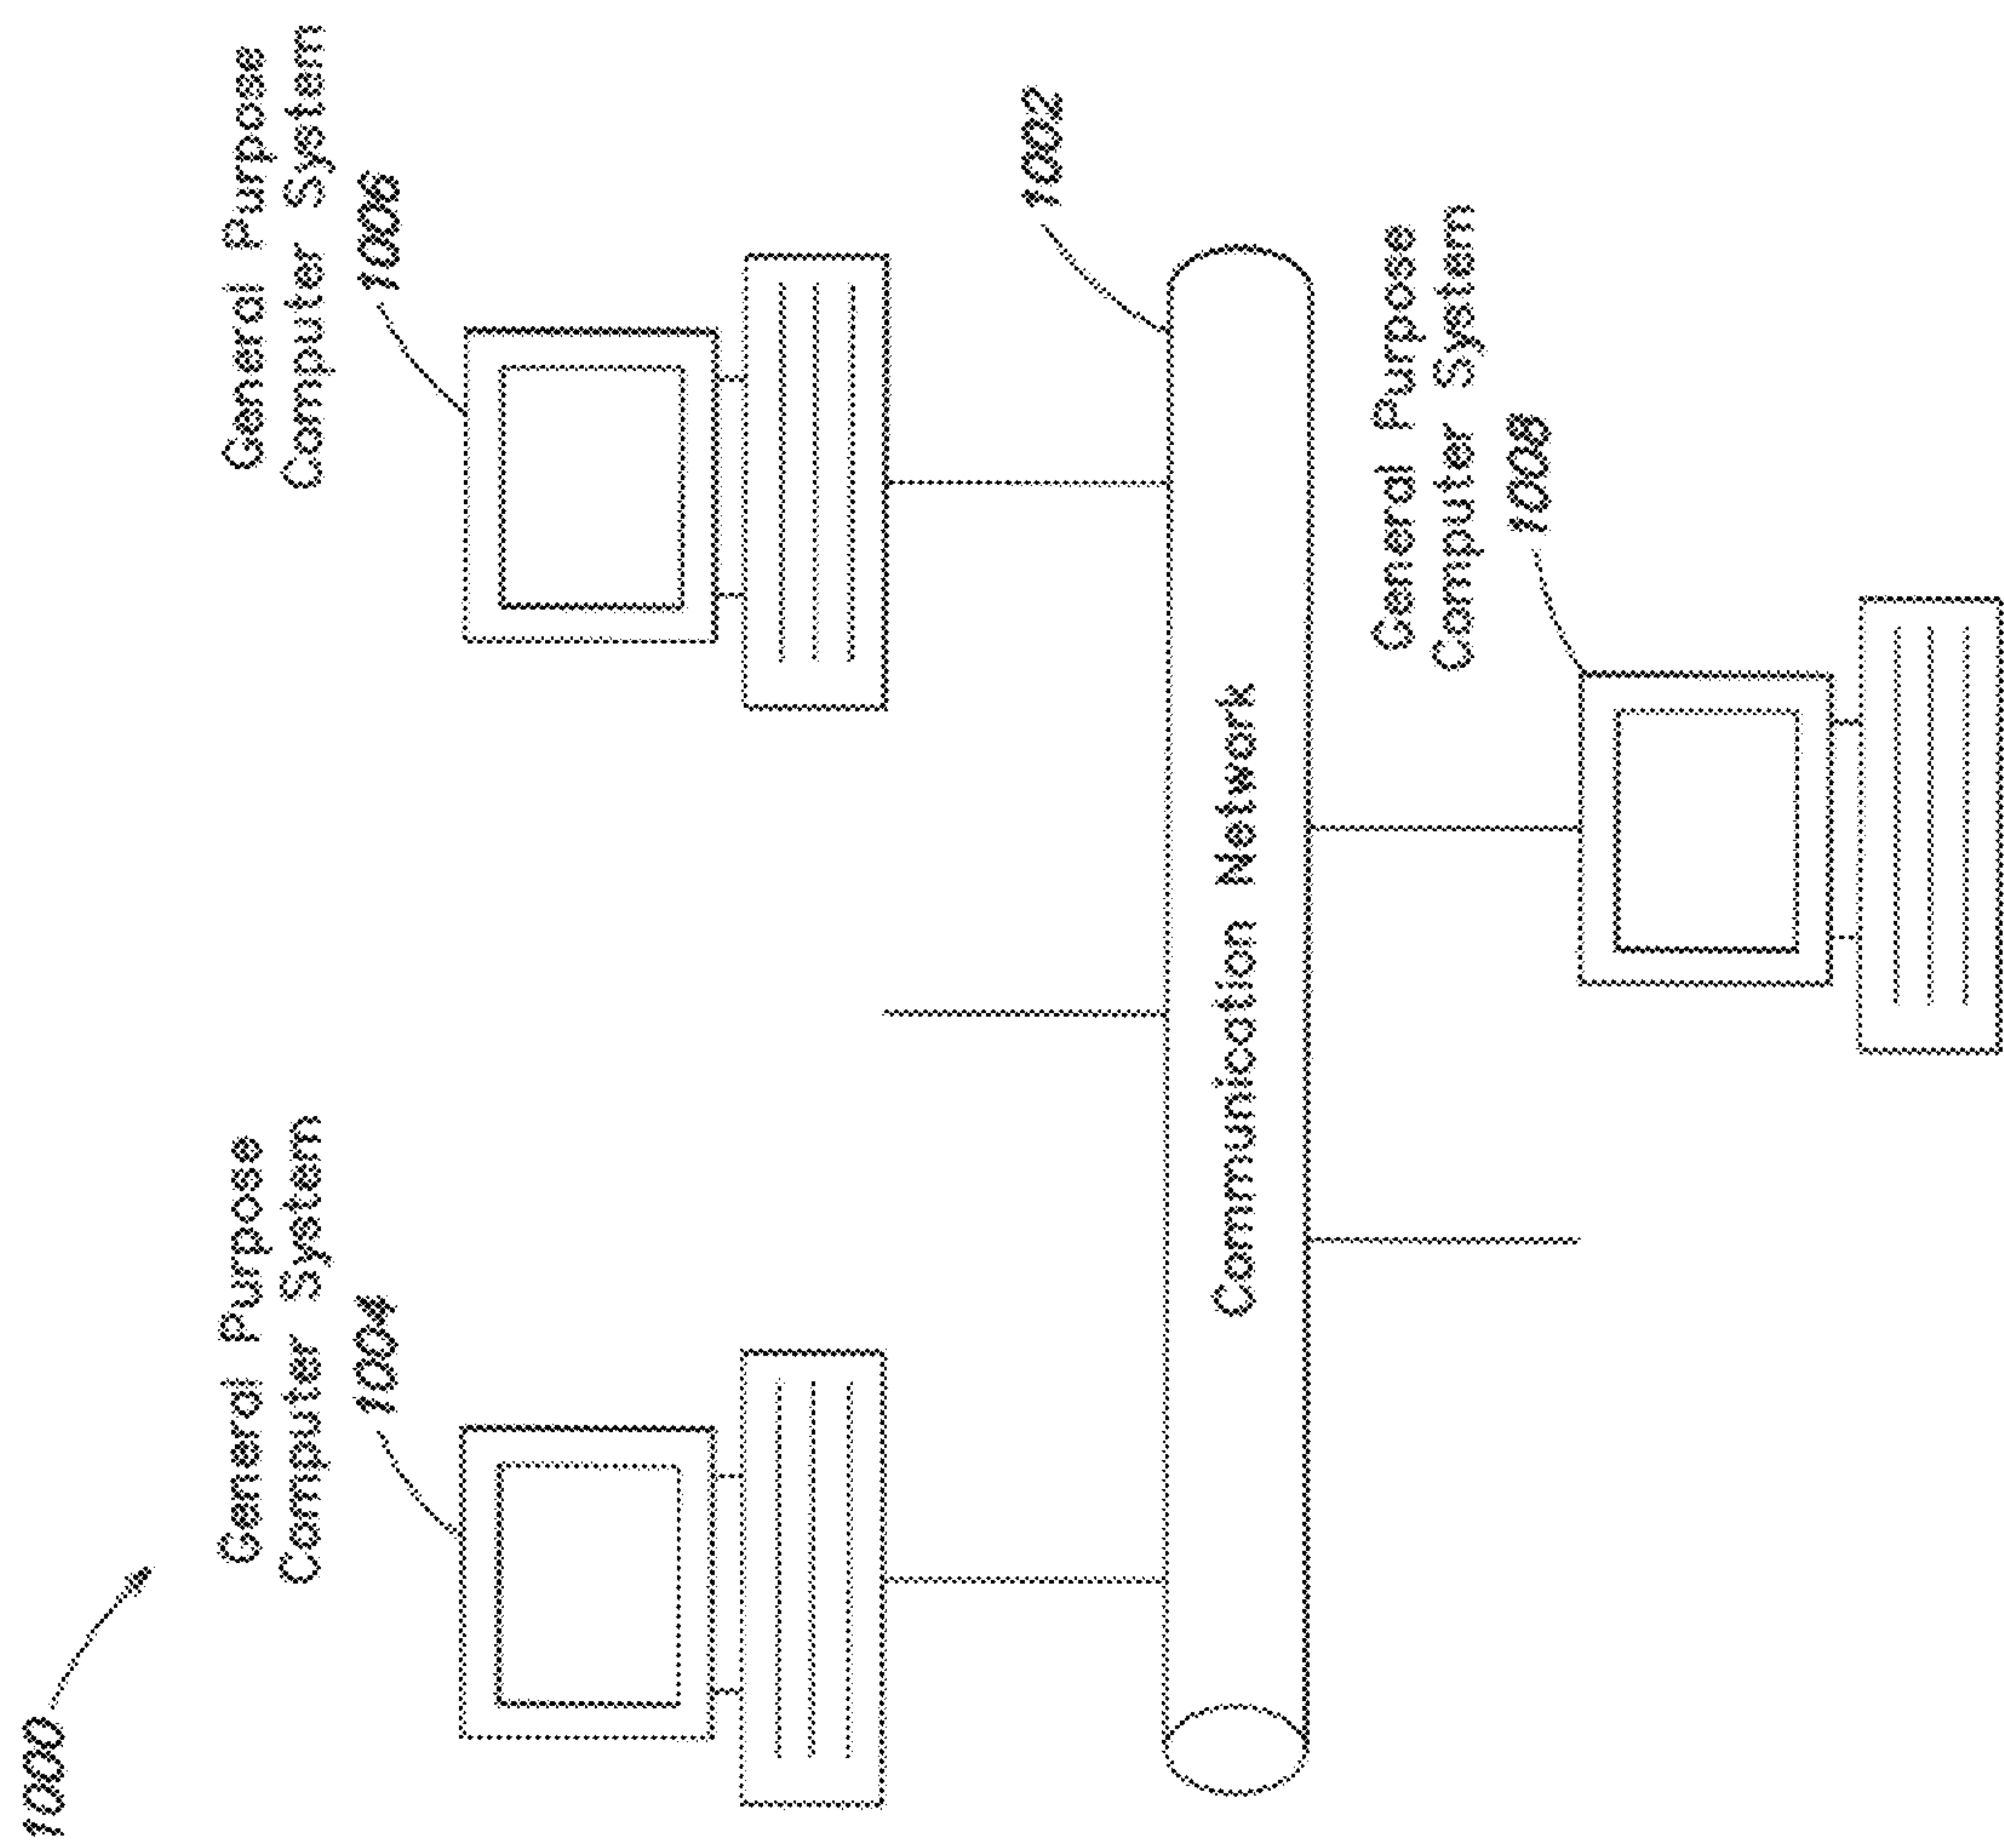 1000
General Purpose
Computer System
1004
General Purpose
Computer System
1006
1002
Communication Network
General Purpose
Computer System
1008